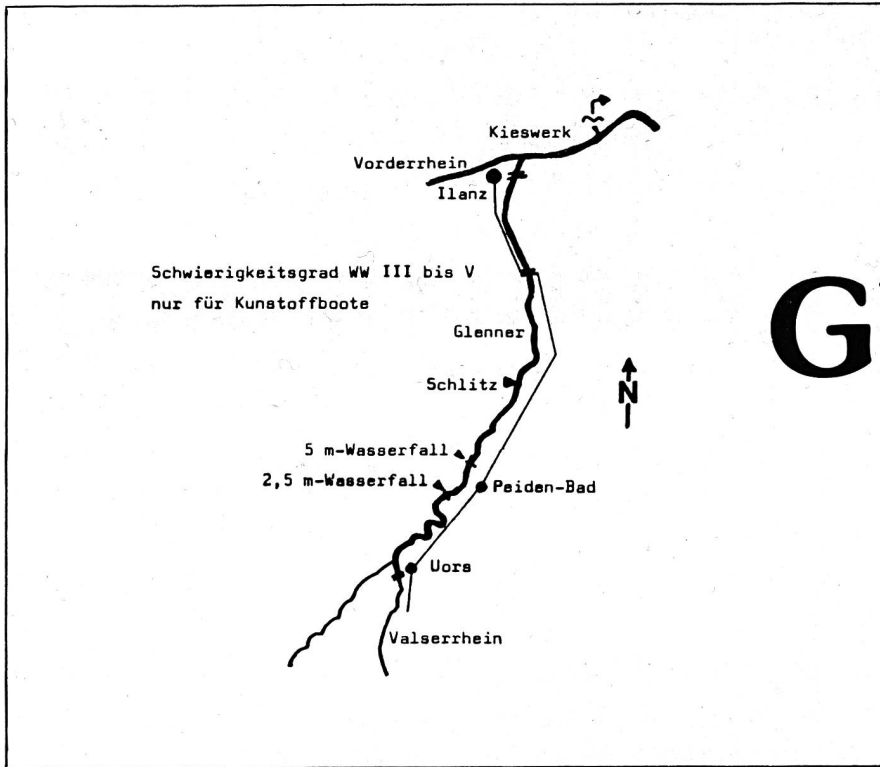 Kieswerk
Vorderrhein
Ilanz
Schwierigkeitsgrad WW III bis V
nur für Kunstoffboote
Glenner
G
Schlitz
N
5 m-Wasserfall
2,5 m-Wasserfall
Peiden-Bad
Uors
Valserrhein